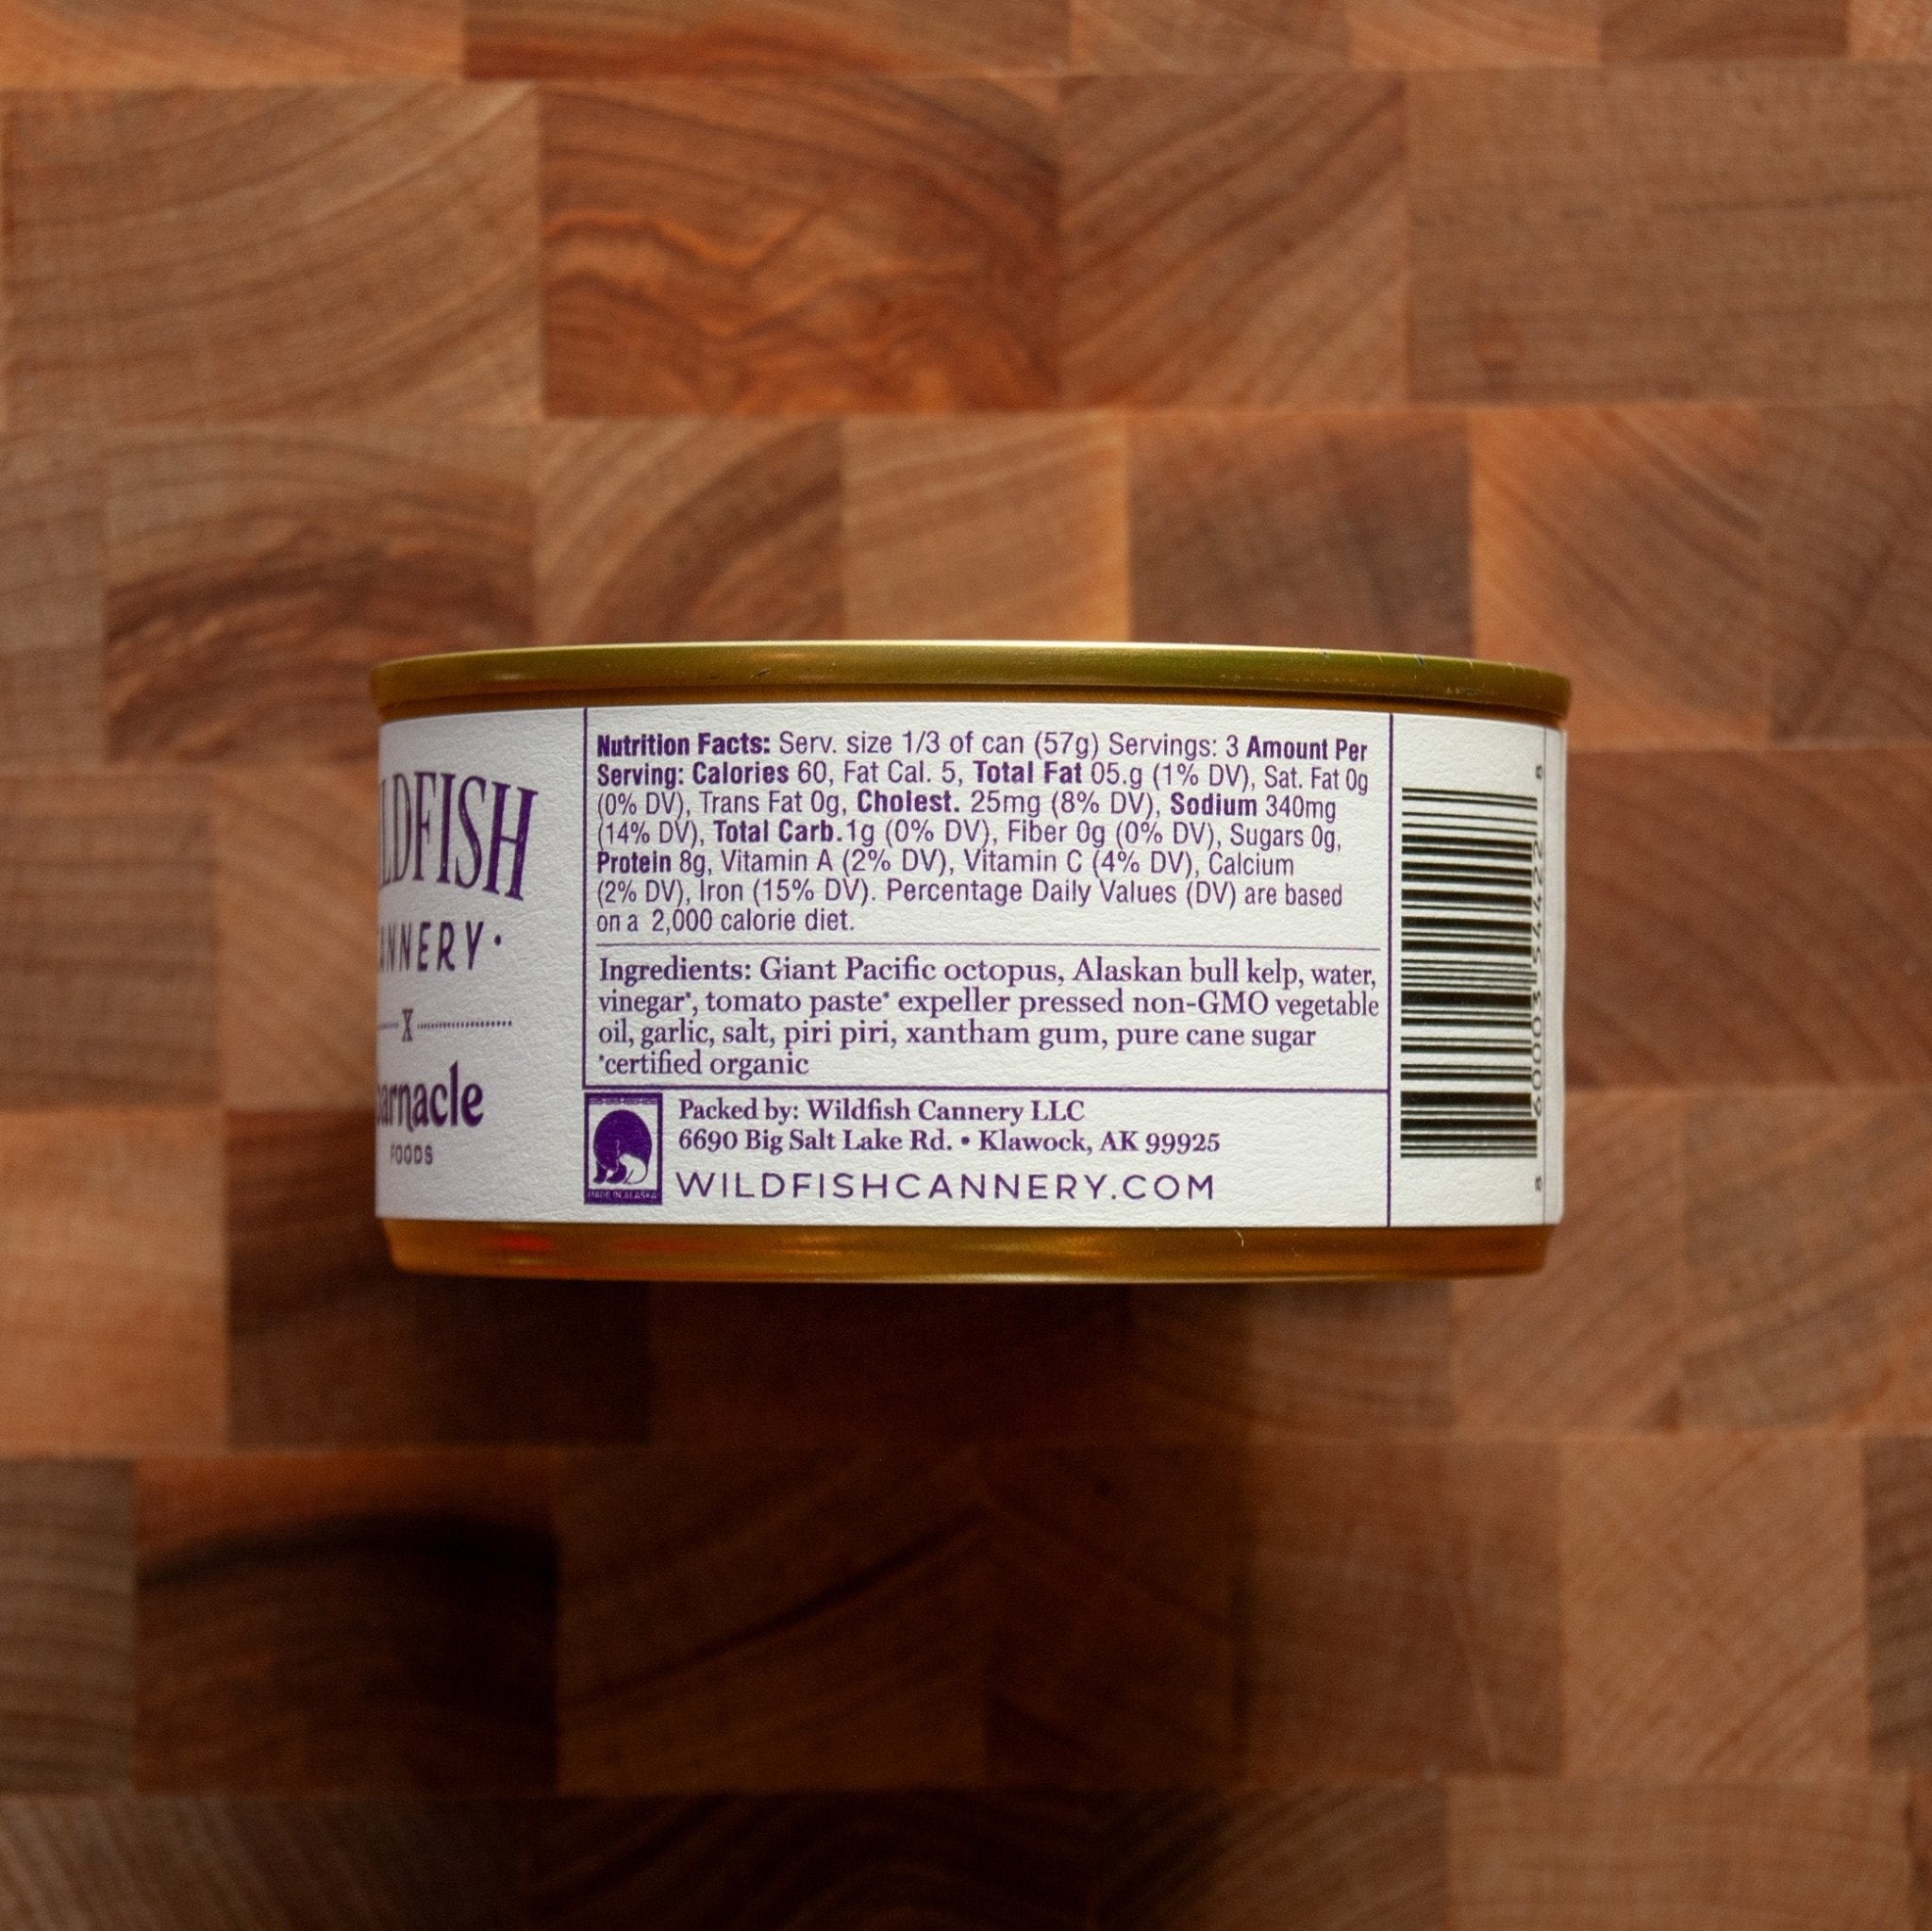 LDFISH
ANNERY·
X
arnacle
FOODS
Nutrition Facts: Serv. size 1/3 of can (57g) Servings: 3 Amount Per
Serving: Calories 60, Fat Cal. 5, Total Fat 05.g (1% DV), Sat. Fat 0g
(0% DV), Trans Fat 0g, Cholest. 25mg (8% DV), Sodium 340mg
(14% DV), Total Carb.1g (0% DV), Fiber 0g (0% DV), Sugars 0g,
Protein 8g, Vitamin A (2% DV), Vitamin C (4% DV), Calcium
(2% DV), Iron (15% DV). Percentage Daily Values (DV) are based
on a 2,000 calorie diet.
Ingredients: Giant Pacific octopus, Alaskan bull kelp, water,
vinegar*, tomato paste* expeller pressed non-GMO vegetable
oil, garlic, salt, piri piri, xantham gum, pure cane sugar
*certified organic
MADE IN ALASKA
Packed by: Wildfish Cannery LLC
6690 Big Salt Lake Rd. • Klawock, AK 99925
WILDFISHCANNERY.COM